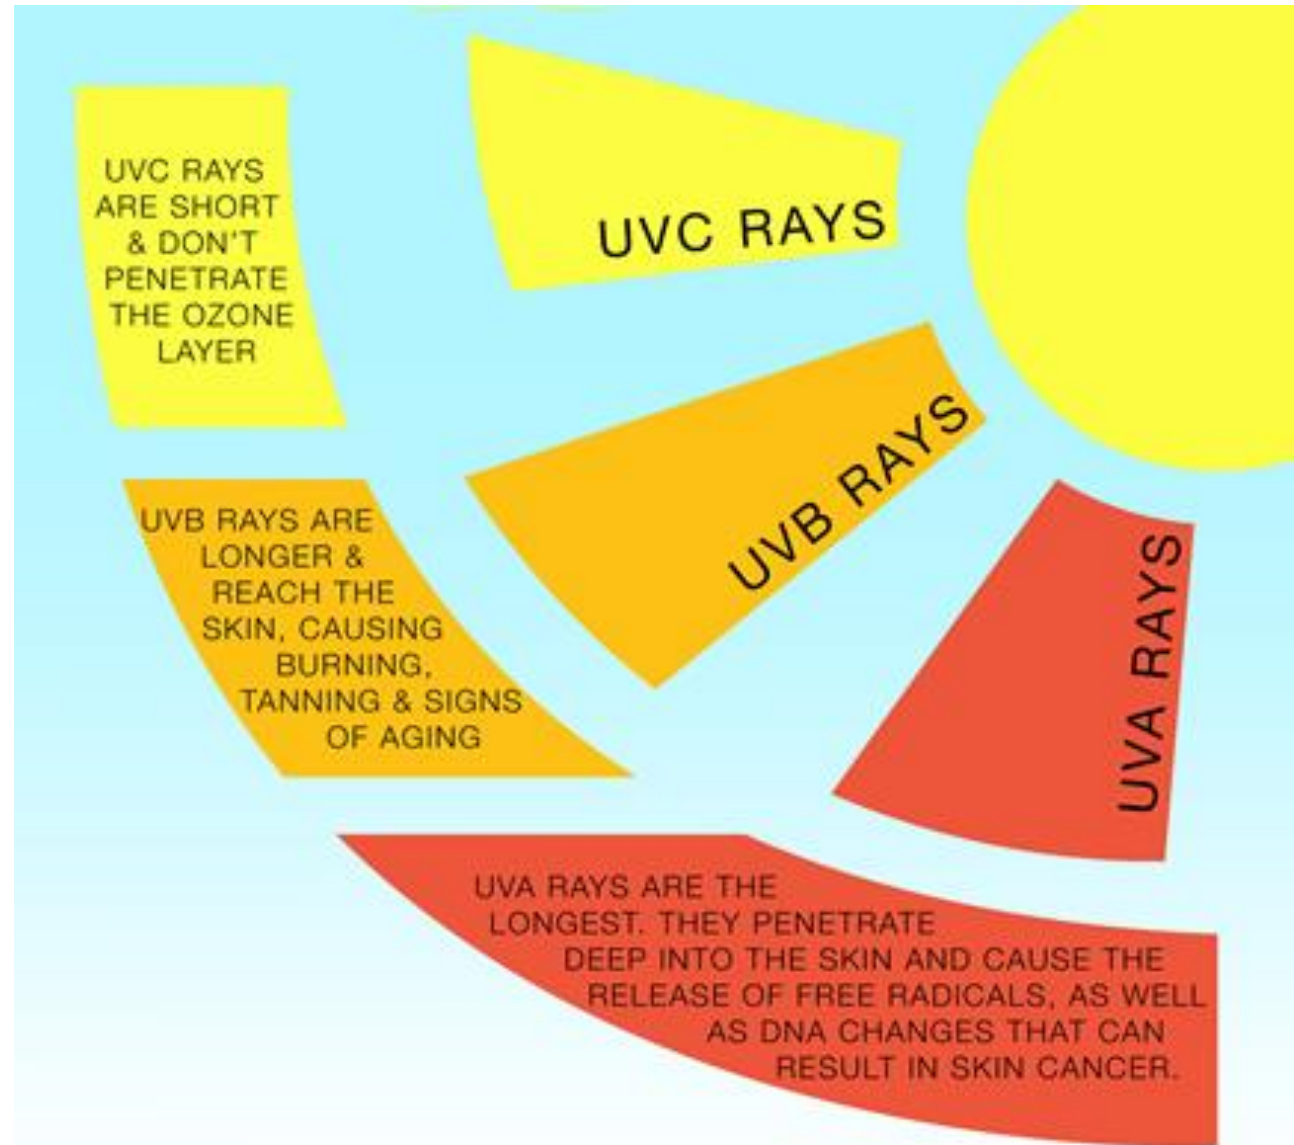 UVC RAYS
UVC RAYS
ARE SHORT
& DON'T
PENETRATE
THE OZONE
LAYER
UVB RAYS
UVB RAYS ARE
LONGER &
REACH THE
SKIN, CAUSING
BURNING,
TANNING & SIGNS
OF AGING
UVA RAYS
UVA RAYS ARE THE
LONGEST. THEY PENETRATE
DEEP INTO THE SKIN AND CAUSE THE
RELEASE OF FREE RADICALS, AS WELL
AS DNA CHANGES THAT CAN
RESULT IN SKIN CANCER.